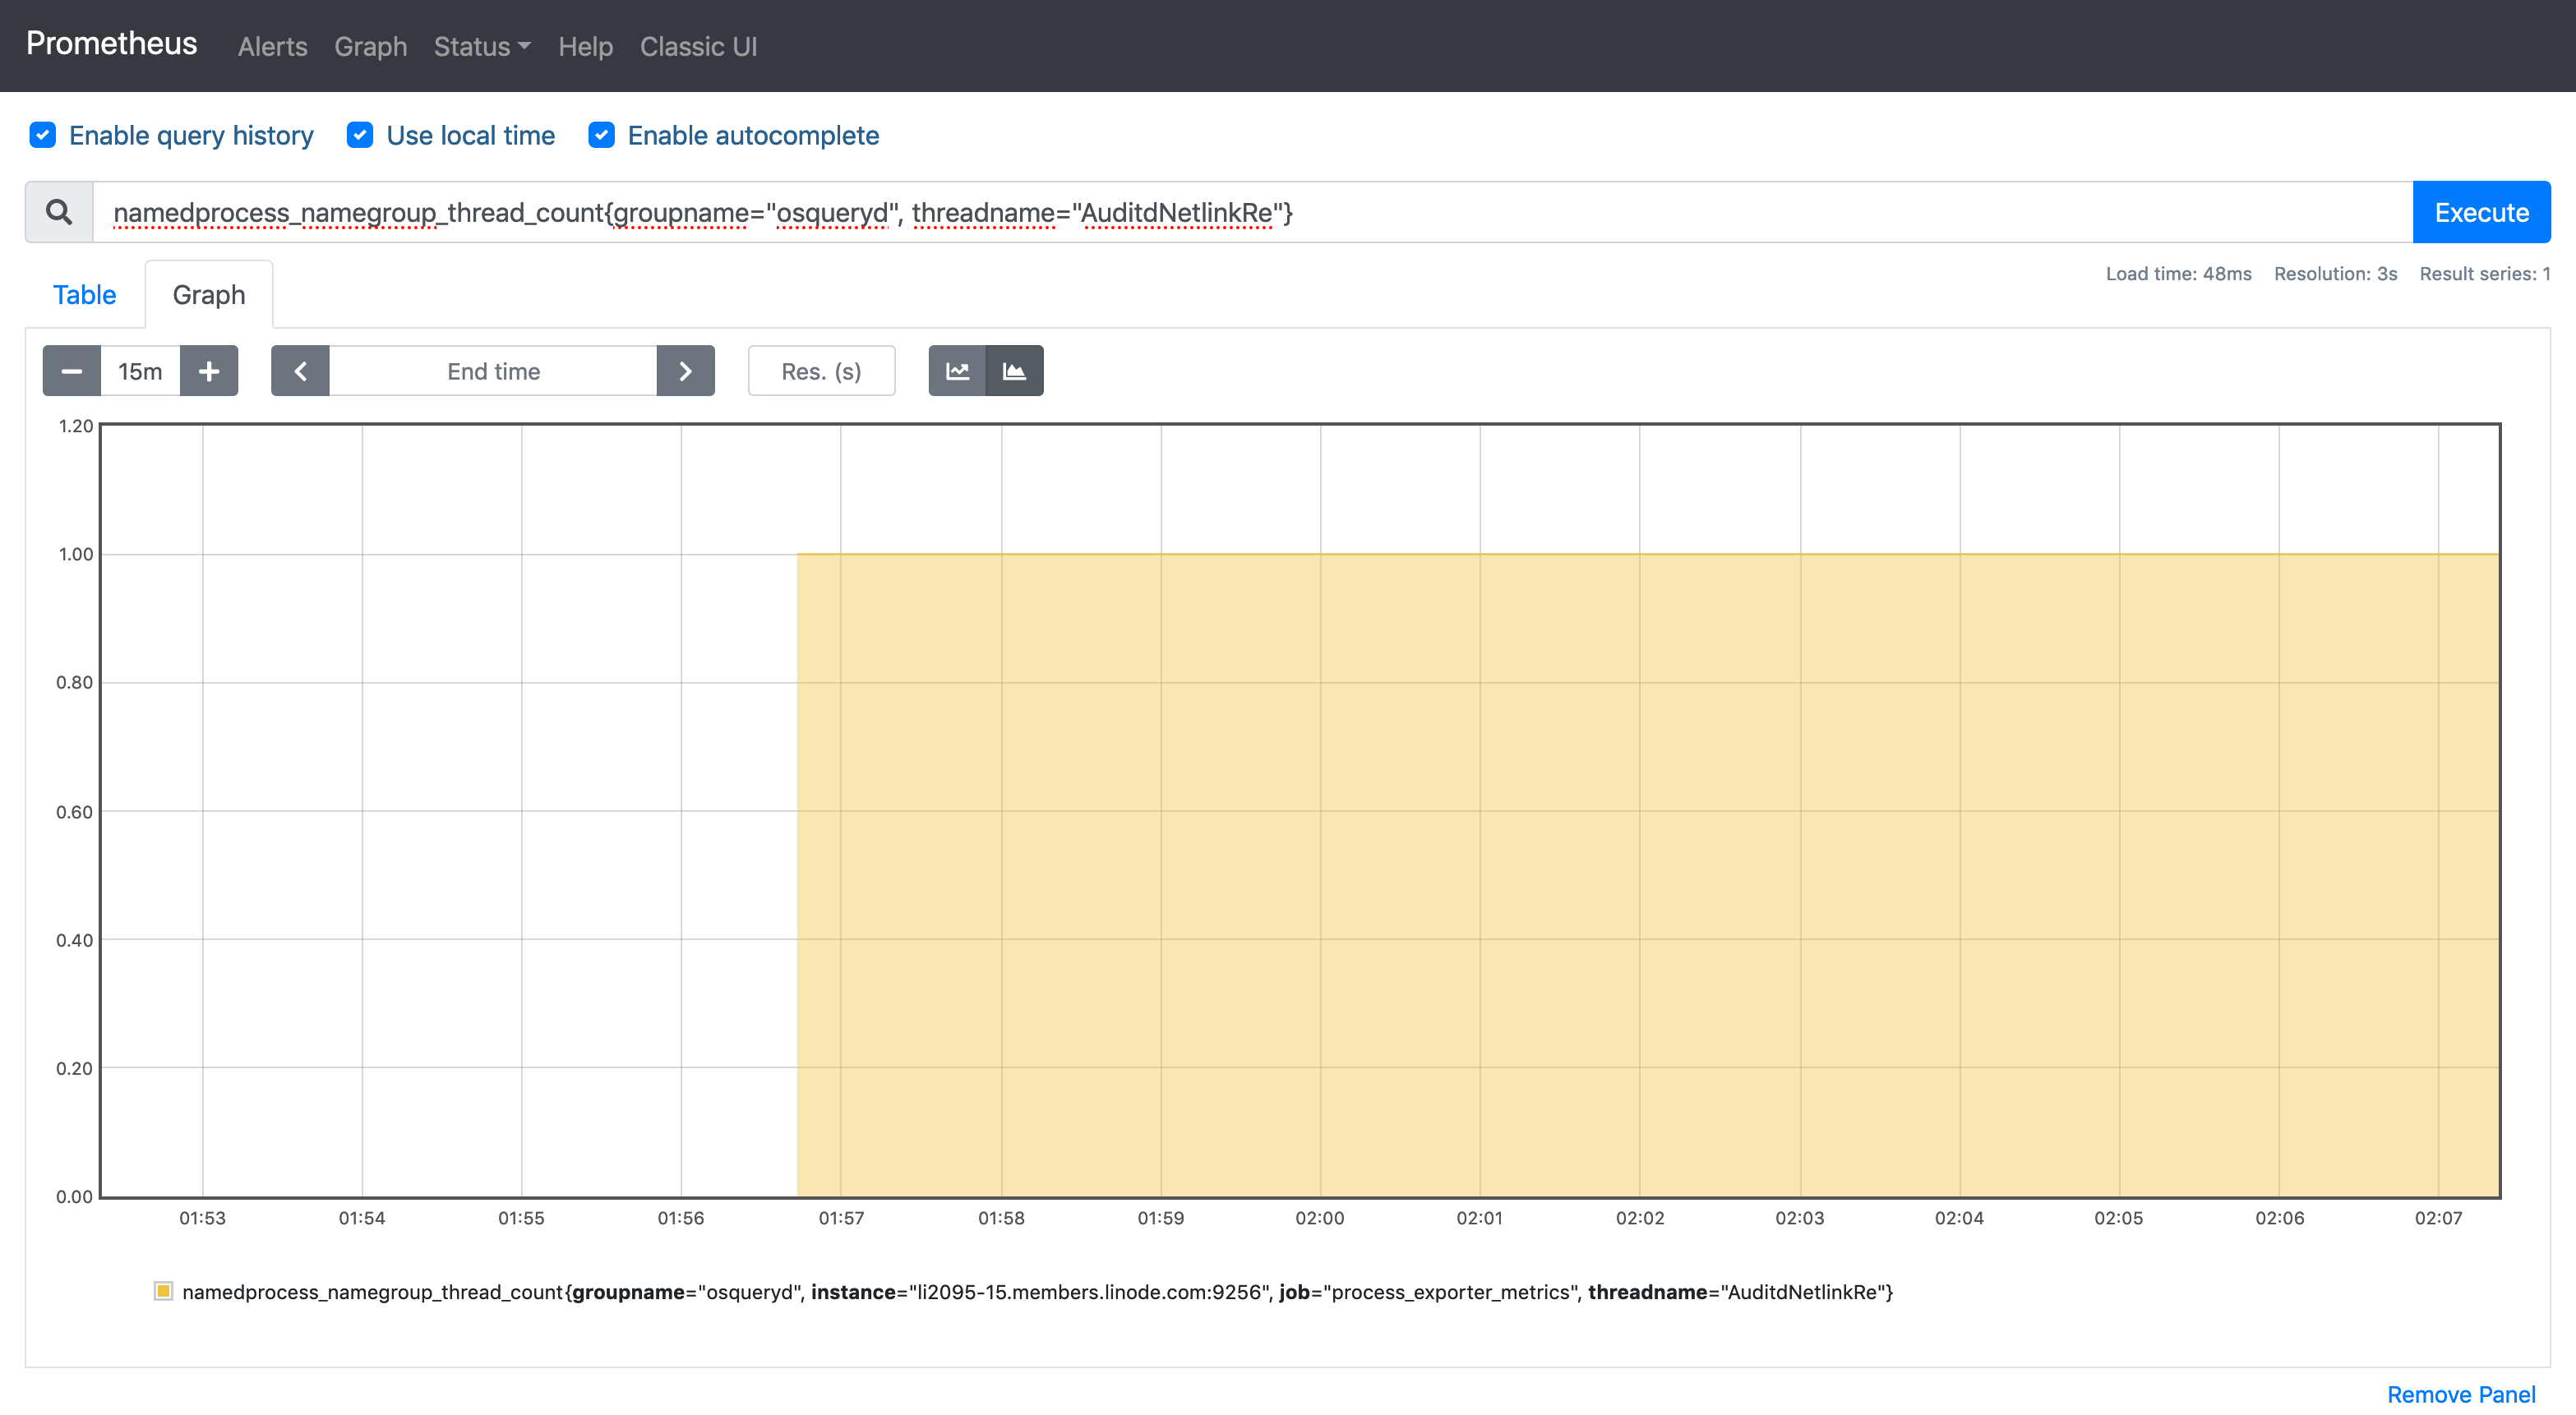 Prometheus Alerts Graph Status Help Classic UI
Enable query history Use local time Enable autocomplete
namedprocess_namegroup_thread_count{groupname="osqueryd", threadname="AuditdNetlinkRe"} Execute
Load time: 48ms Resolution: 3s Result series: 1
Table Graph
15m End time Res. (s)
1.20
1.00
0.80
0.60
0.40
0.20
0.00
01:53 01:54 01:55 01:56 01:57 01:58 01:59 02:00 02:01 02:02 02:03 02:04 02:05 02:06 02:07
namedprocess_namegroup_thread_count{groupname="osqueryd", instance="li2095-15.members.linode.com:9256", job="process_exporter_metrics", threadname="AuditdNetlinkRe"}
Remove Panel